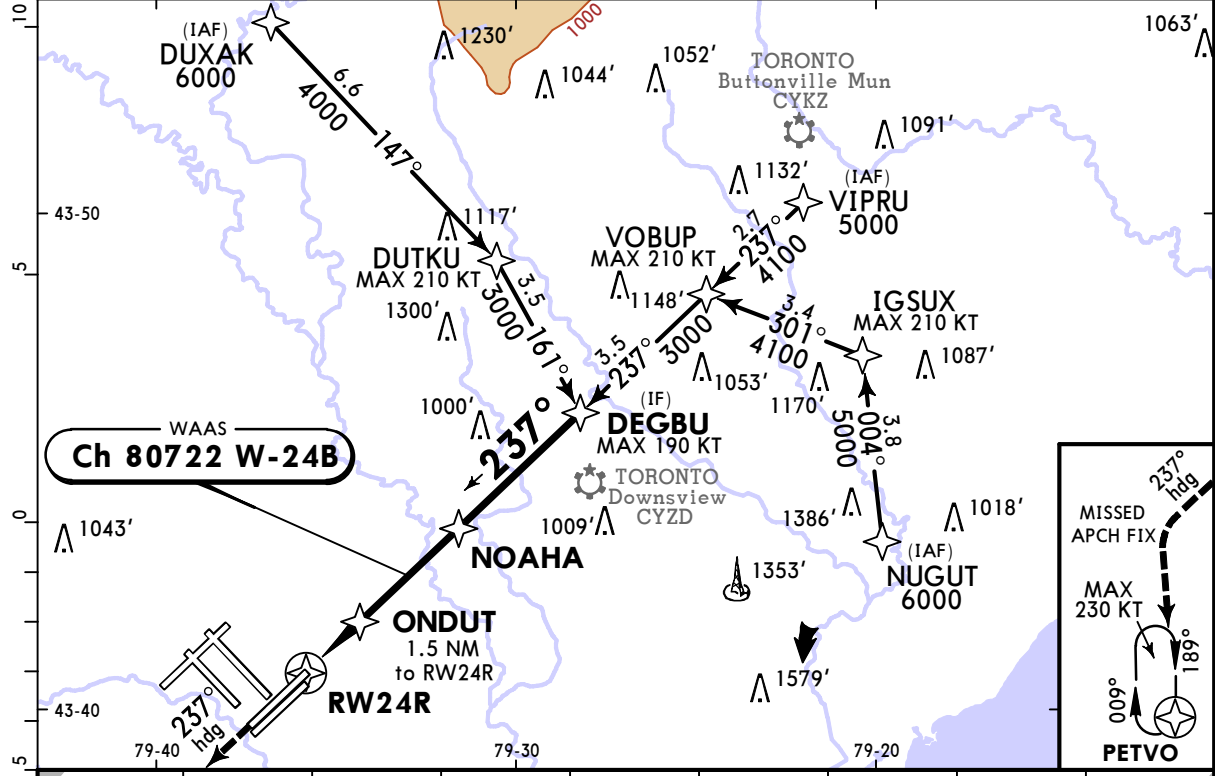 10
(IAF)
DUXAK
6000
6.6
4000
147°
1230'
1000
1044'
1052'
TORONTO
Buttonville Mun
CYKZ
1063'
1091'
1132'
(IAF)
VIPRU
5000
43-50
1117'
DUTKU
MAX 210 KT
VOBUP
MAX 210 KT
2.7
237°
4100
5
1300'
3.5
3000
161°
1148'
3.4
301°
4100
IGSUX
MAX 210 KT
1087'
3.5
237°
3000
1053'
1170'
1000'
(IF)
DEGBU
MAX 190 KT
237°
3.8
004°
5000
WAAS
Ch 80722 W-24B
TORONTO
Downsview
CYZD
1009'
1386'
1018'
0
1043'
NOAHA
(IAF)
NUGUT
6000
1353'
ONDUT
1.5 NM
to RW24R
1579'
RW24R
237°
hdg
43-40
79-40
79-30
79-20
5
237°
hdg
MISSED
APCH FIX
MAX
230 KT
189°
009°
PETVO